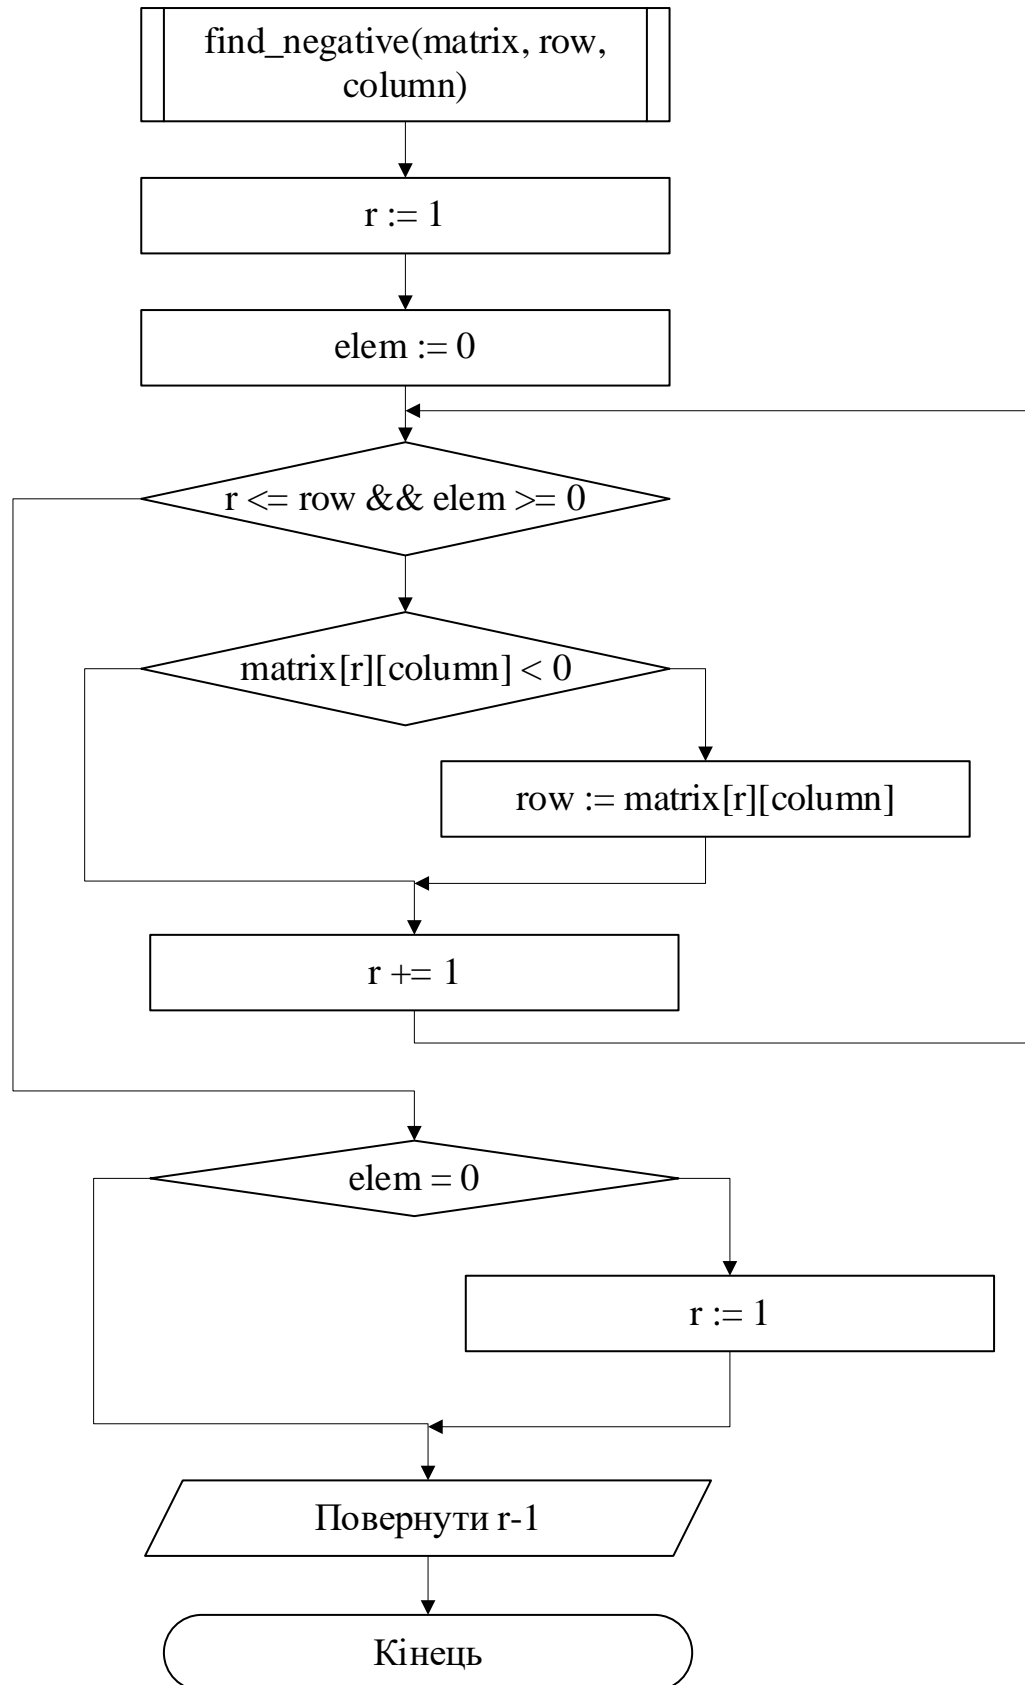 find_negative(matrix, row,
column)
r := 1
elem := 0
r <= row && elem >= 0
matrix[r][column] < 0
row := matrix[r][column]
r += 1
elem = 0
r := 1
Повернути r-1
Кінець